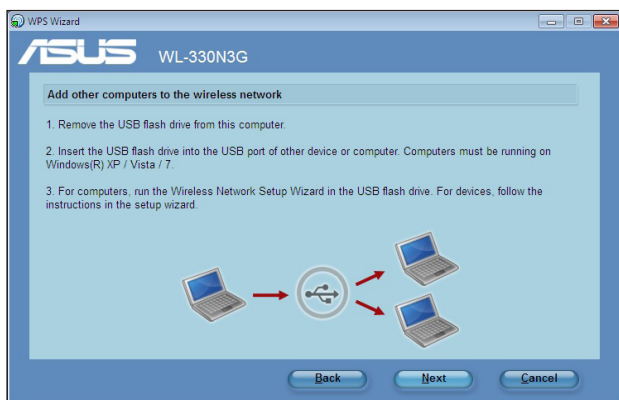 WPS Wizard
ASUS WL-330N3G
Add other computers to the wireless network
1. Remove the USB flash drive from this computer.
2. Insert the USB flash drive into the USB port of other device or computer. Computers must be running on
Windows(R) XP / Vista / 7.
3. For computers, run the Wireless Network Setup Wizard in the USB flash drive. For devices, follow the
instructions in the setup wizard.
Back Next Cancel